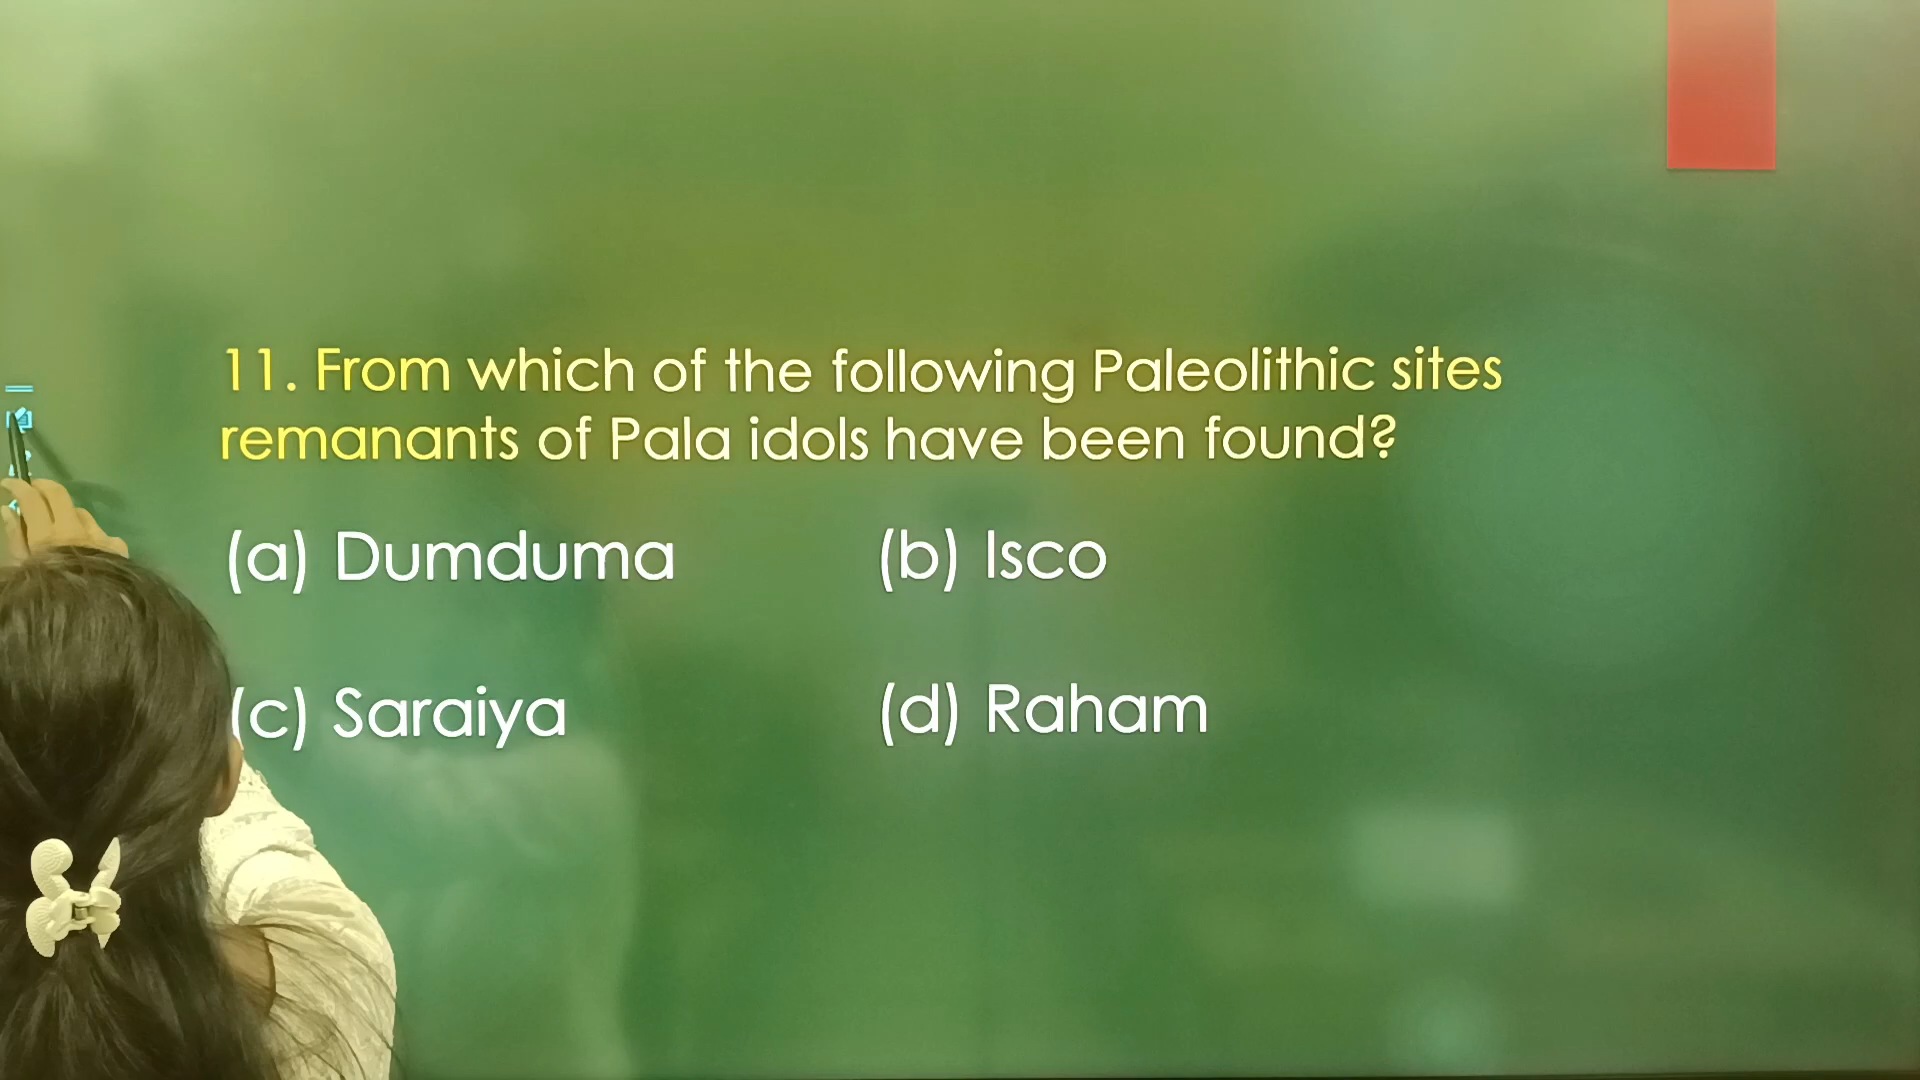 11. From which of the following Paleolithic sites
remanants of Pala idols have been found?
(a) Dumduma (b) Isco
(c) Saraiya (d) Raham